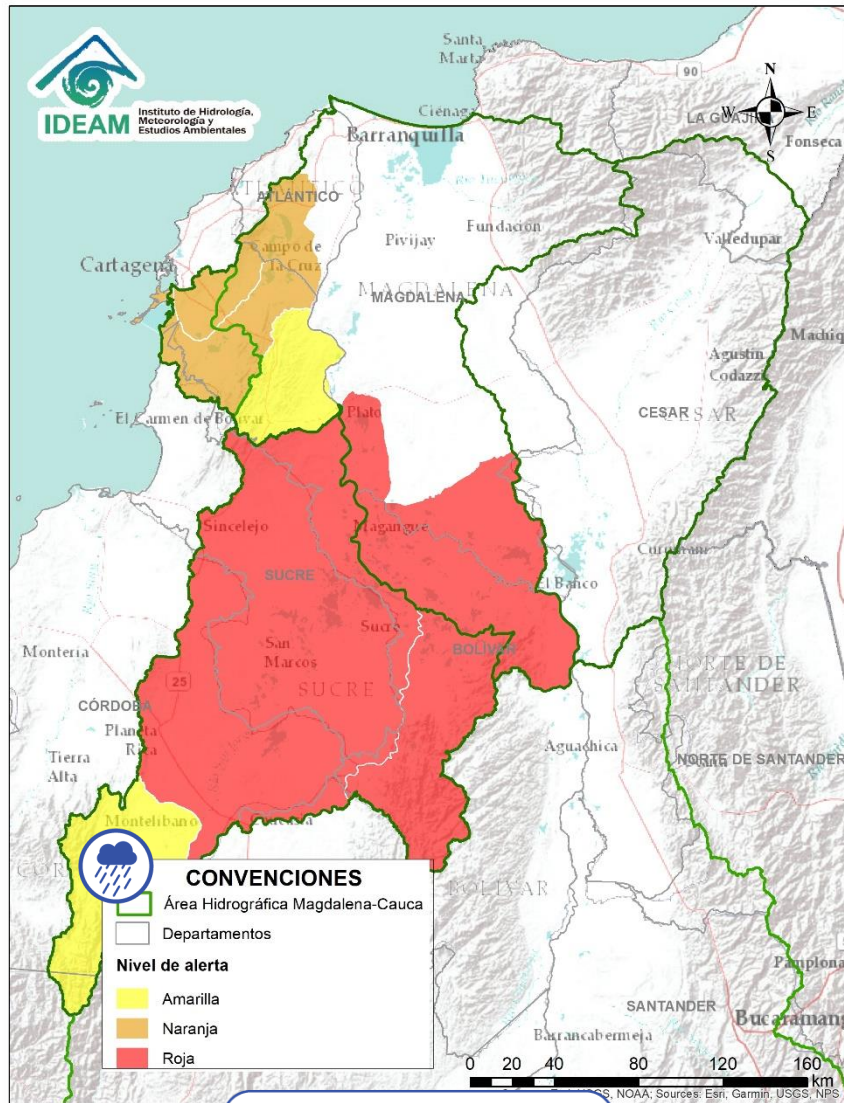 IDEAM
Instituto de Hidrología,
Meteorología y
Estudios Ambientales
Santa
Marta
90
N
W
E
S
LA GUAJIRA
Ciénaga
Fonseca
Barranquilla
ATLÁNTICO
ATLÁNTICO
Pivijay
Fundación
Valledupar
Campo de
la Cruz
Cartagena
MAGDALENA
MAGDALENA
Agustín
Codazzi
CESAR
CESAR
El Carmen de Bolívar
Plato
Sincelejo
Magangué
SUCRE
El Banco
Montería
San
Marcos
Sucre
BOLÍVAR
SUCRE
25
NORTE DE
SANTANDER
CÓRDOBA
Planeta
Rica
Tierra
Alta
Aguachica
NORTE DE SANTANDER
Montelíbano
BOLÍVAR
CONVENCIONES
Área Hidrográfica Magdalena-Cauca
Departamentos
Nivel de alerta
Amarilla
Naranja
Roja
Pamplona
SANTANDER
Barrancabermeja
0 20 40 80 120 160
km
NOAA; Sources: Esri, Garmin, USGS, NPS